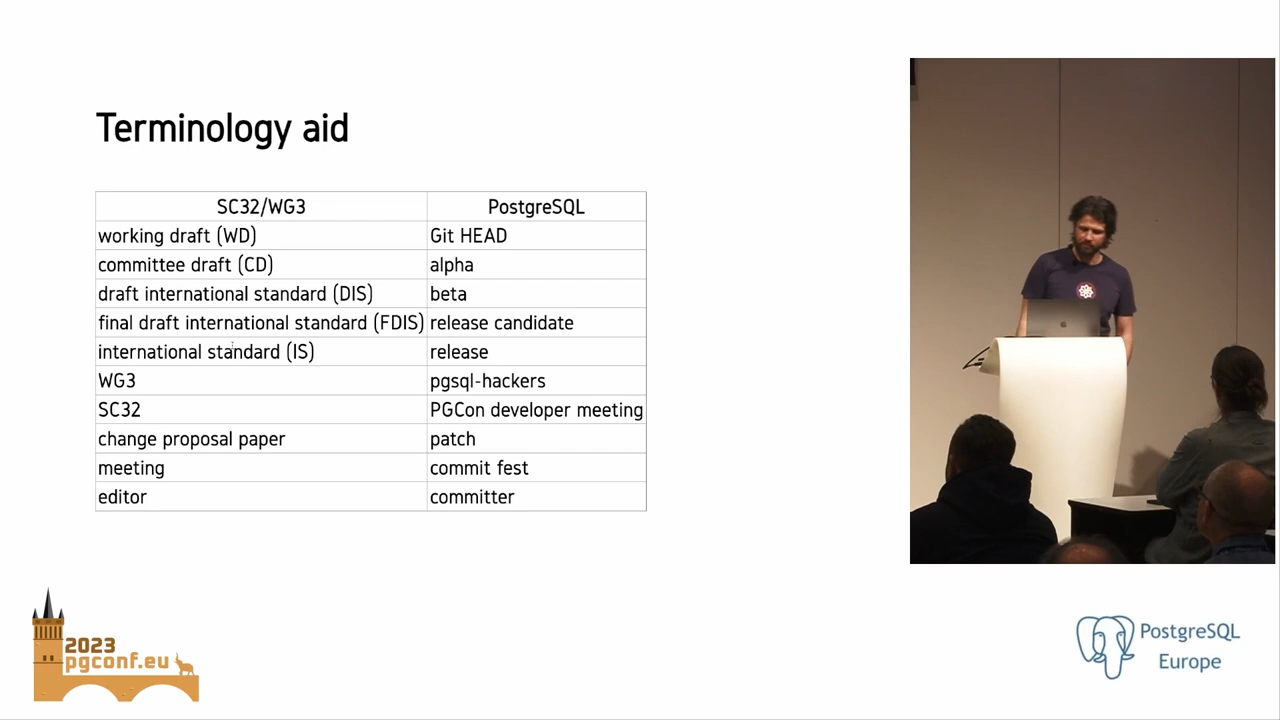 Terminology aid
SC32/WG3 PostgreSQL
working draft (WD) Git HEAD
committee draft (CD) alpha
draft international standard (DIS) beta
final draft international standard (FDIS) release candidate
international standard (IS) release
WG3 pgsql-hackers
SC32 PGCon developer meeting
change proposal paper patch
meeting commit fest
editor committer
2023
pgconf.eu
PostgreSQL
Europe